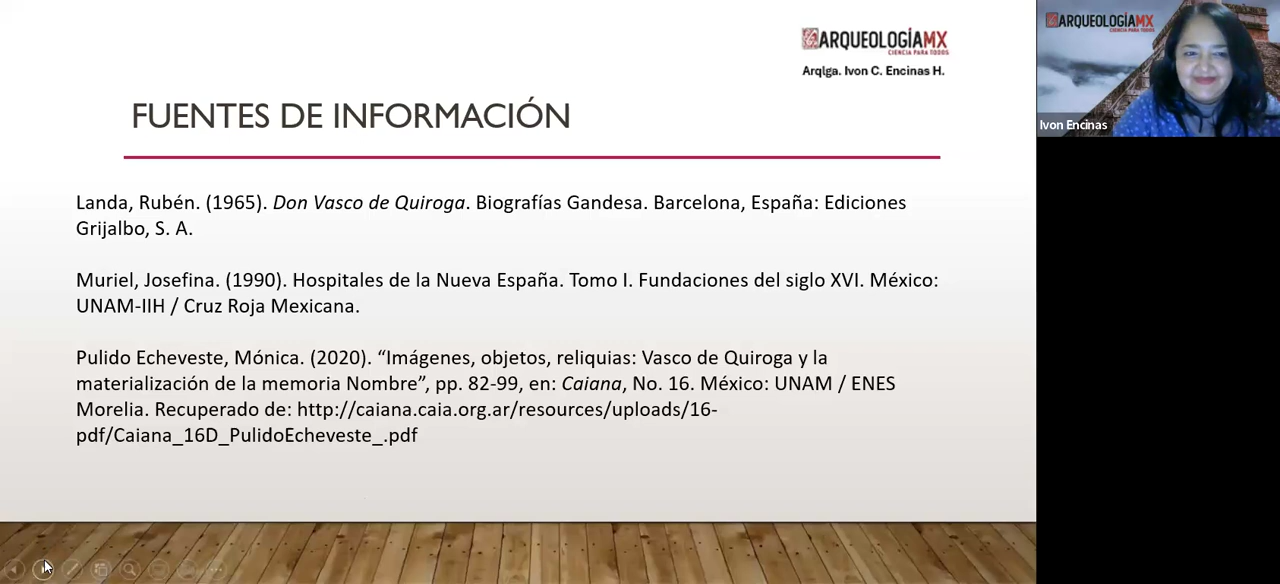 ARQUEOLOGÍAMX
CIENCIA PARA TODOS
Arqlga. Ivon C. Encinas H.
FUENTES DE INFORMACIÓN
Landa, Rubén. (1965). Don Vasco de Quiroga. Biografías Gandesa. Barcelona, España: Ediciones
Grijalbo, S. A.
Muriel, Josefina. (1990). Hospitales de la Nueva España. Tomo I. Fundaciones del siglo XVI. México:
UNAM-IIH / Cruz Roja Mexicana.
Pulido Echeveste, Mónica. (2020). “Imágenes, objetos, reliquias: Vasco de Quiroga y la
materialización de la memoria Nombre”, pp. 82-99, en: Caiana, No. 16. México: UNAM / ENES
Morelia. Recuperado de: http://caiana.caia.org.ar/resources/uploads/16-
pdf/Caiana_16D_PulidoEcheveste_.pdf
ARQUEOLOGÍAMX
CIENCIA PARA TODOS
Ivon Encinas